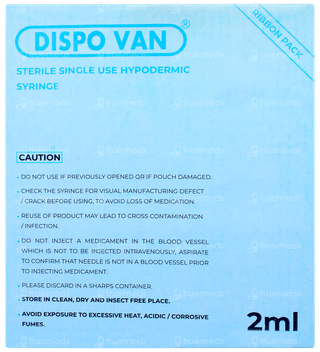 DISPO VAN®
RIBBON PACK
STERILE SINGLE USE HYPODERMIC
SYRINGE
CAUTION
• DO NOT USE IF PREVIOUSLY OPENED OR IF POUCH DAMAGED.
• CHECK THE SYRINGE FOR VISUAL MANUFACTURING DEFECT
/ CRACK BEFORE USING, TO AVOID LOSS OF MEDICATION.
• REUSE OF PRODUCT MAY LEAD TO CROSS CONTAMINATION
/ INFECTION.
• DO NOT INJECT A MEDICAMENT IN THE BLOOD VESSEL
WHICH IS NOT TO BE INJECTED INTRAVENOUSLY, ASPIRATE
TO CONFIRM THAT NEEDLE IS NOT IN A BLOOD VESSEL PRIOR
TO INJECTING MEDICAMENT.
• PLEASE DISCARD IN A SHARPS CONTAINER.
• STORE IN CLEAN, DRY AND INSECT FREE PLACE.
• AVOID EXPOSURE TO EXCESSIVE HEAT, ACIDIC / CORROSIVE
FUMES.
2ml